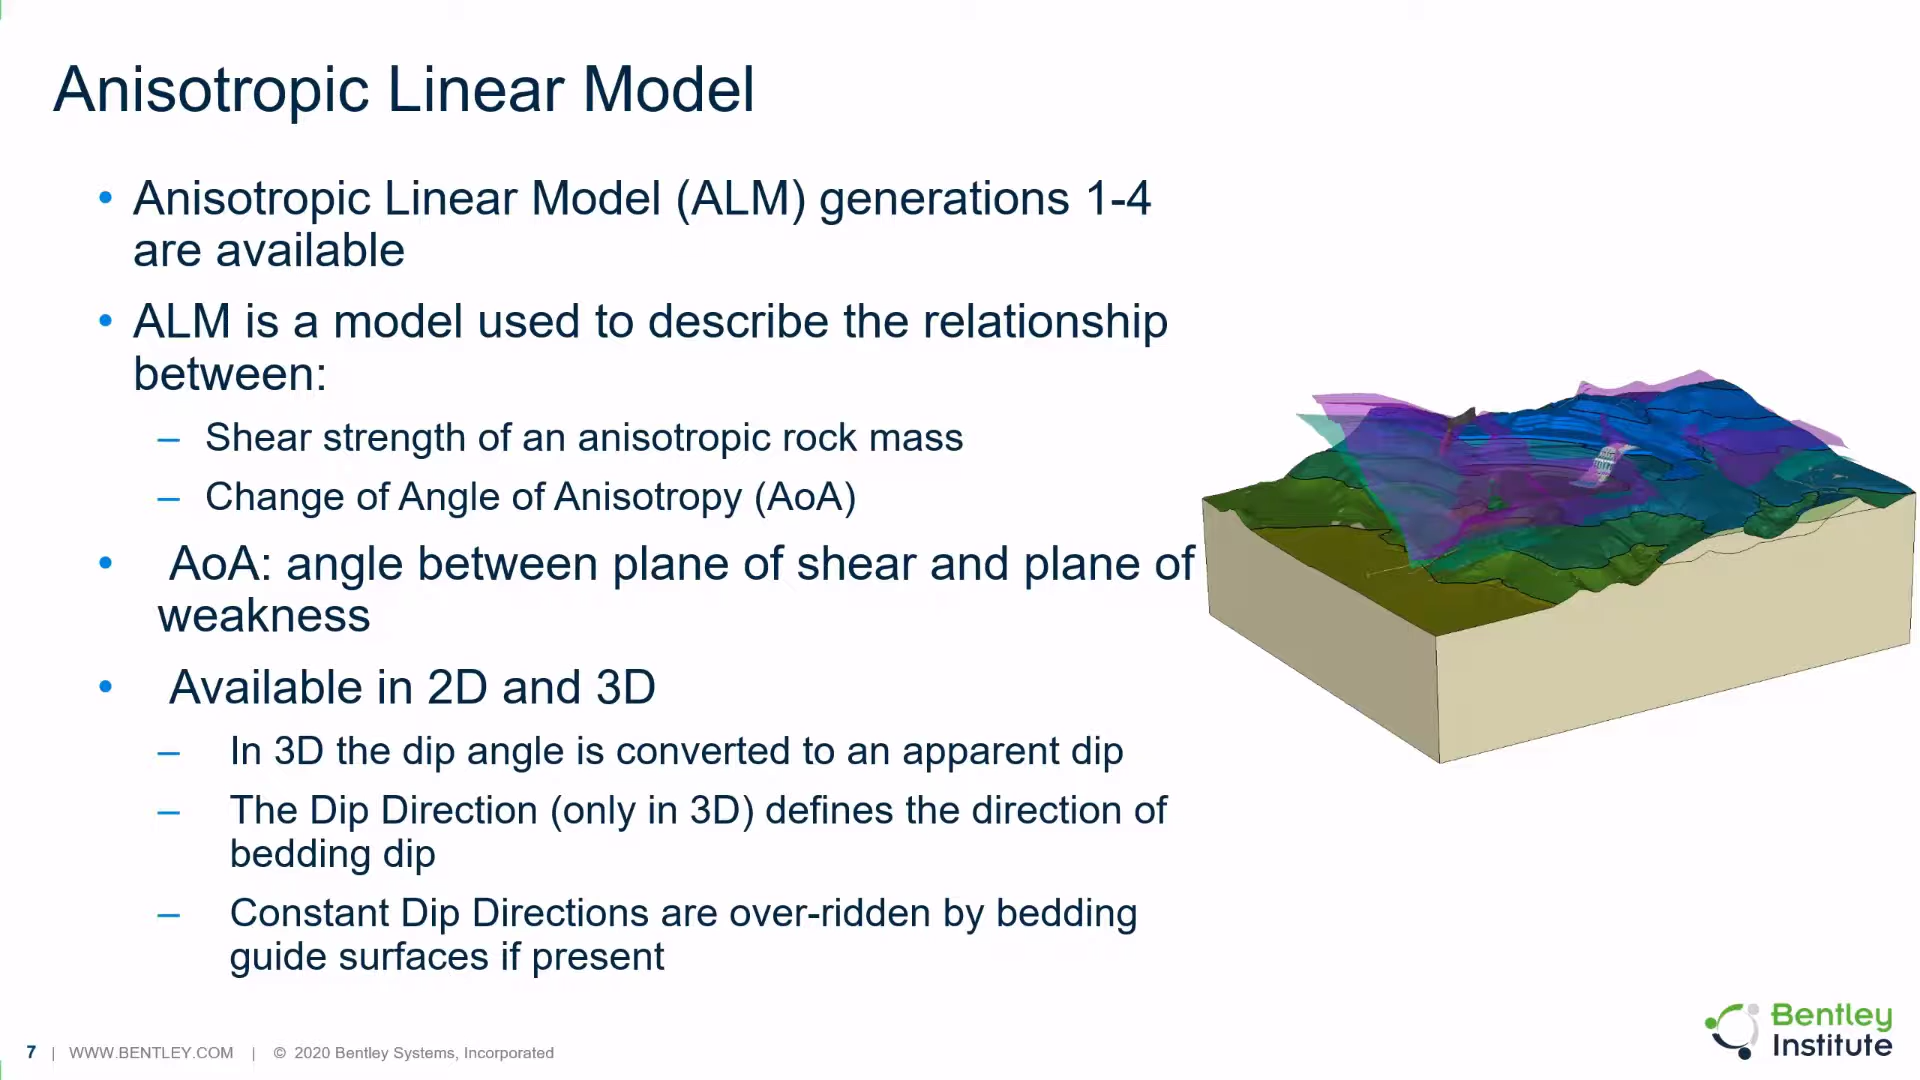 Anisotropic Linear Model
• Anisotropic Linear Model (ALM) generations 1-4
are available
• ALM is a model used to describe the relationship
between:
– Shear strength of an anisotropic rock mass
– Change of Angle of Anisotropy (AoA)
• AoA: angle between plane of shear and plane of
weakness
• Available in 2D and 3D
– In 3D the dip angle is converted to an apparent dip
– The Dip Direction (only in 3D) defines the direction of
bedding dip
– Constant Dip Directions are over-ridden by bedding
guide surfaces if present
7 | WWW.BENTLEY.COM | © 2020 Bentley Systems, Incorporated
Bentley
Institute